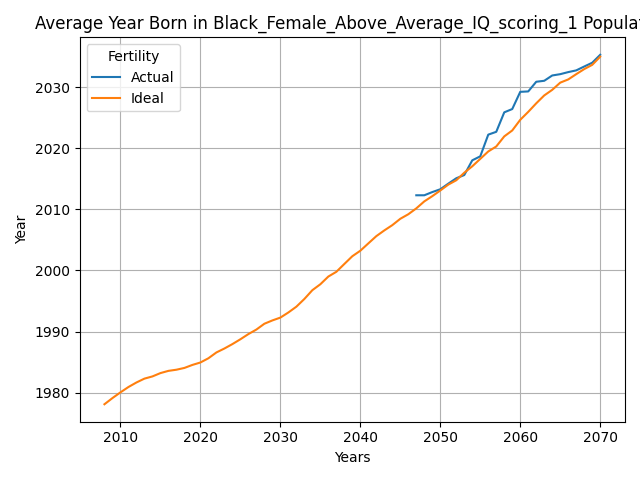 Average Year Born in Black_Female_Above_Average_IQ_scoring_1 Populat
Fertility
Actual
Ideal
2030
2020
2010
2000
1990
1980
Year
2010 2020 2030 2040 2050 2060 2070
Years